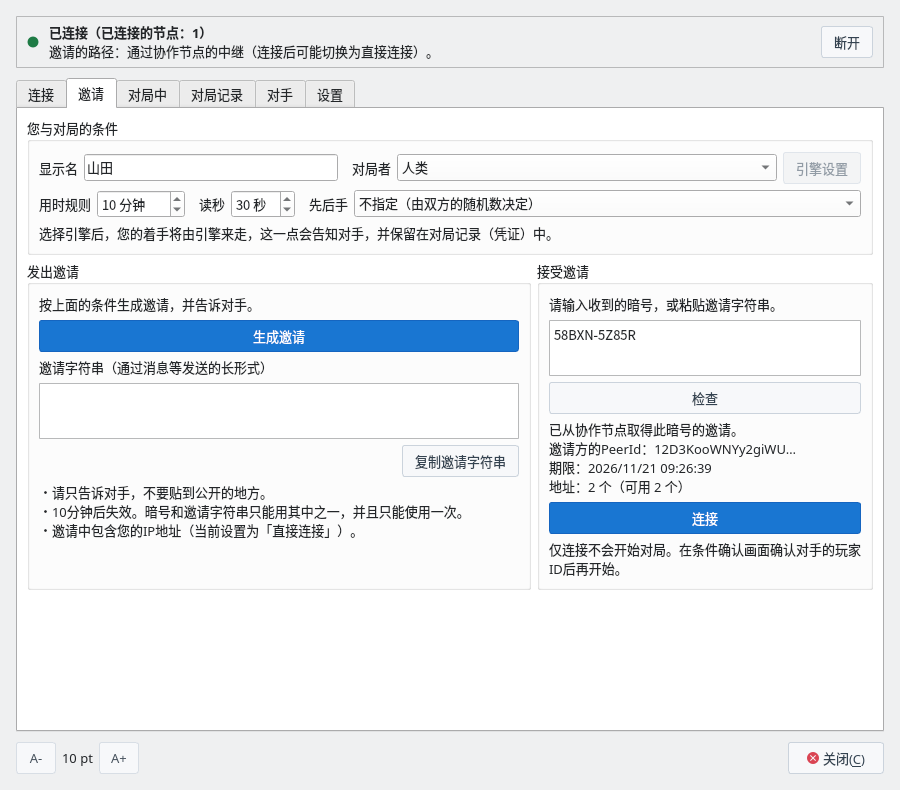 已连接（已连接的节点：1）
邀请的路径：通过协作节点的中继（连接后可能切换为直接连接）。
断开
连接
邀请
对局中
对局记录
对手
设置
您与对局的条件
显示名 山田 对局者 人类 引擎设置
用时规则 10 分钟 读秒 30 秒 先后手 不指定（由双方的随机数决定）
选择引擎后，您的着手将由引擎来走，这一点会告知对手，并保留在对局记录（凭证）中。
发出邀请
按上面的条件生成邀请，并告诉对手。
生成邀请
邀请字符串（通过消息等发送的长形式）
复制邀请字符串
・请只告诉对手，不要贴到公开的地方。
・10分钟后失效。暗号和邀请字符串只能用其中之一，并且只能使用一次。
・邀请中包含您的IP地址（当前设置为「直接连接」）。
接受邀请
请输入收到的暗号，或粘贴邀请字符串。
58BXN-5Z85R
检查
已从协作节点取得此暗号的邀请。
邀请方的PeerId：12D3KooWNYy2giWU…
期限：2026/11/21 09:26:39
地址：2 个（可用 2 个）
连接
仅连接不会开始对局。在条件确认画面确认对手的玩家
ID后再开始。
A- 10 pt A+
关闭(C)